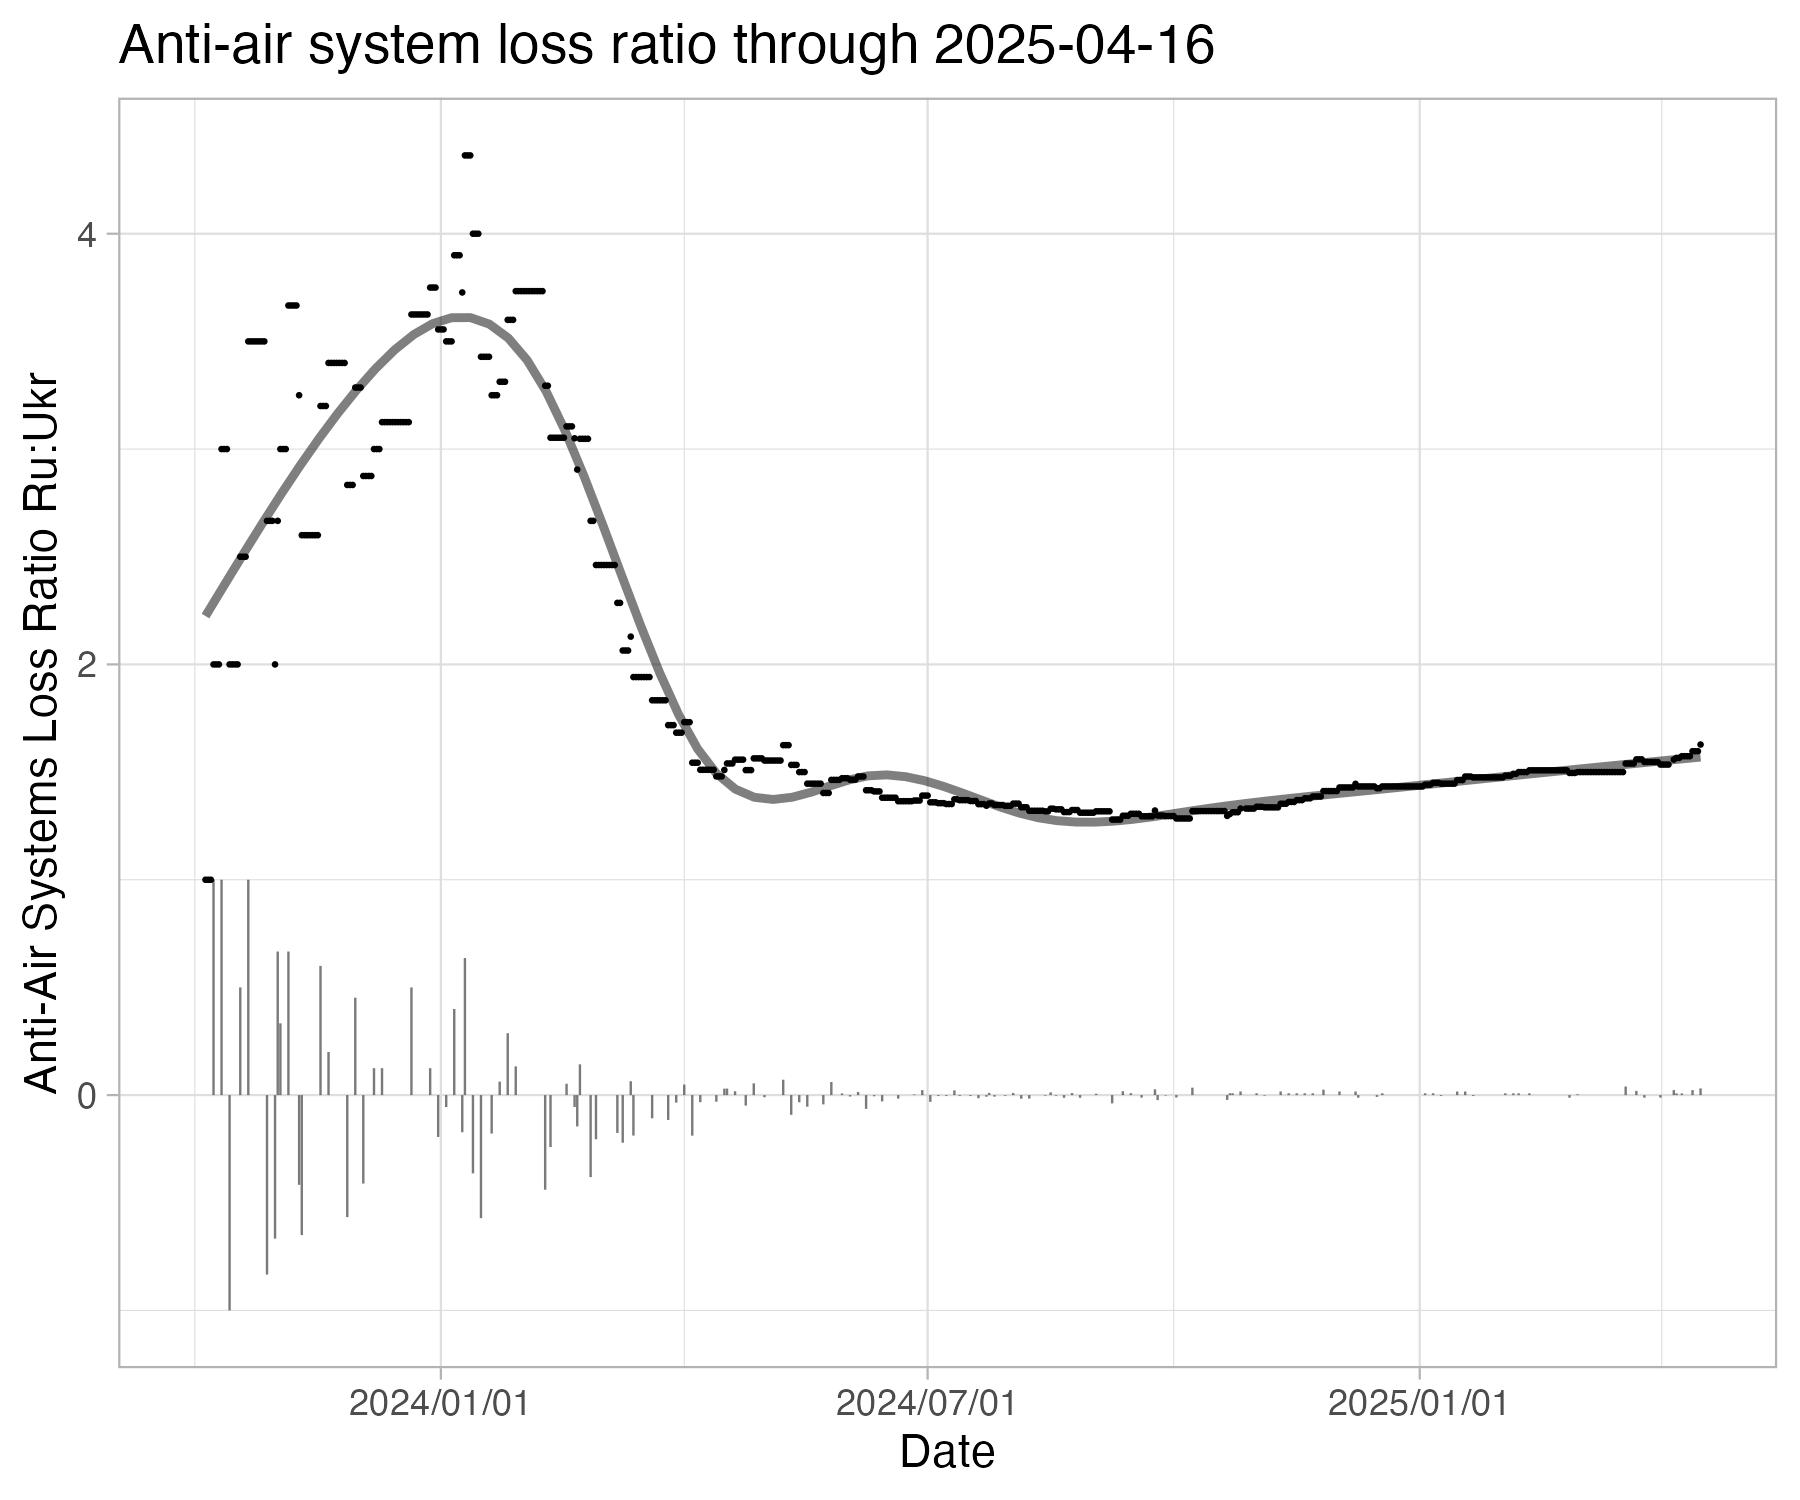 Anti-air system loss ratio through 2025-04-16
Anti-Air Systems Loss Ratio Ru:Ukr
4
2
0
2024/01/01
2024/07/01
2025/01/01
Date